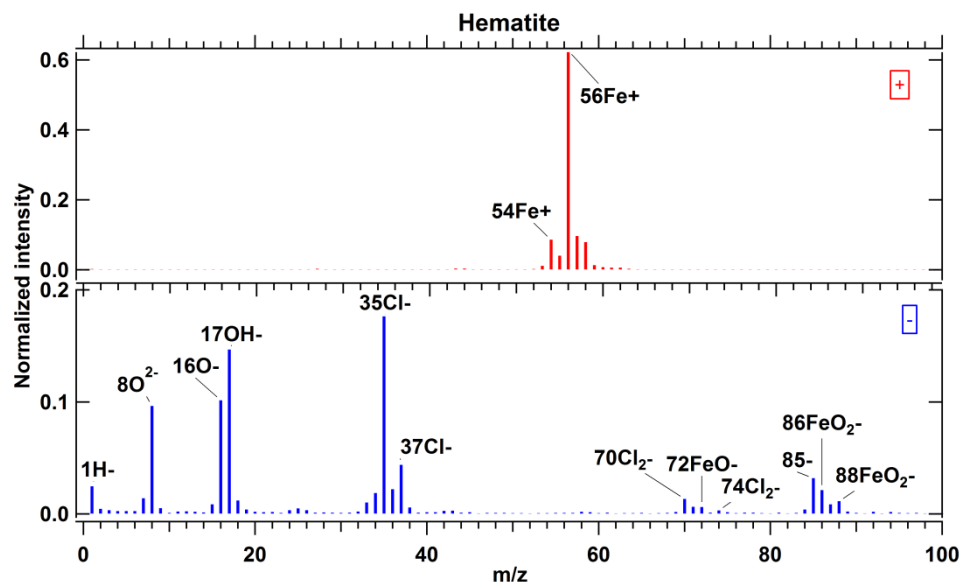 Hematite
Normalized intensity
0.6
0.4
0.2
0.0
56Fe+
54Fe+
+
0.2
0.1
0.0
1H-
8O²⁻
16O-
17OH-
35Cl-
37Cl-
70Cl₂-
72FeO-
74Cl₂-
85-
86FeO₂-
88FeO₂-
-
0 20 40 60 80 100
m/z